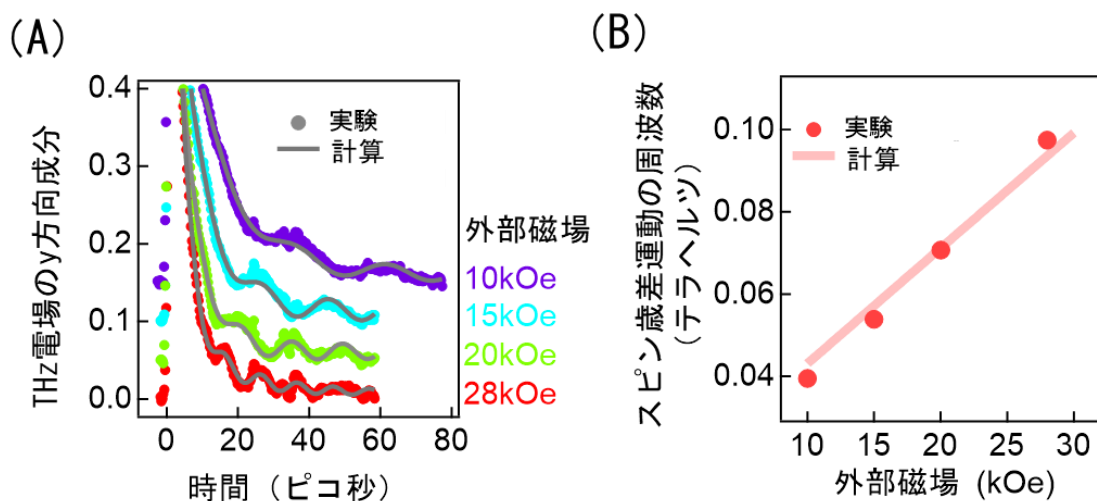 (A)
THz電場のy方向成分
0.4
0.3
0.2
0.1
0.0
実験
計算
外部磁場
10kOe
15kOe
20kOe
28kOe
0 20 40 60 80
時間（ピコ秒）
(B)
スピン歳差運動の周波数
（テラヘルツ）
0.10
0.08
0.06
0.04
実験
計算
10 15 20 25 30
外部磁場 (kOe)